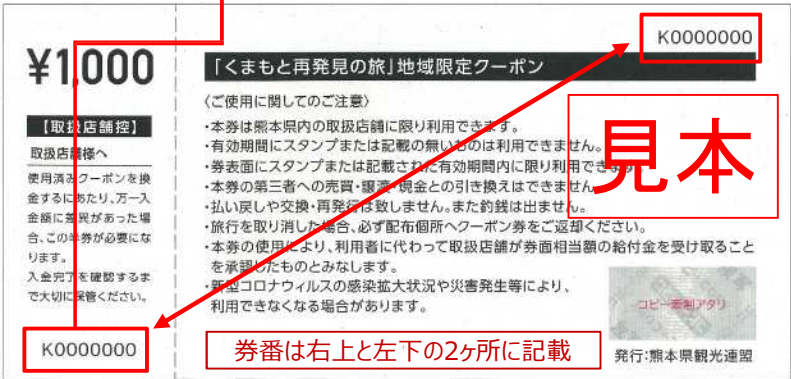 ¥1,000
【取扱店舗控】
取扱店舗様へ
使用済みクーポンを換
金するにあたり、万一入
金額に差異があった場
合、この半券が必要にな
ります。
入金完了を確認するま
で大切に保管ください。
K0000000
K0000000
「くまもと再発見の旅」地域限定クーポン
〈ご使用に関してのご注意〉
・本券は熊本県内の取扱店舗に限り利用できます。
・有効期間にスタンプまたは記載の無いものは利用できません。
・券表面にスタンプまたは記載された有効期間内に限り利用できます。
・本券の第三者への売買・譲渡・現金との引き換えはできません。
・払い戻しや交換・再発行は致しません。また釣銭は出ません。
・旅行を取り消した場合、必ず配布個所へクーポン券をご返却ください。
・本券の使用により、利用者に代わって取扱店舗が券面相当額の給付金を受け取ること
を承認したものとみなします。
・新型コロナウィルスの感染拡大状況や災害発生等により、
利用できなくなる場合があります。
見本
コピー牽制アタリ
券番は右上と左下の2ヶ所に記載
発行:熊本県観光連盟